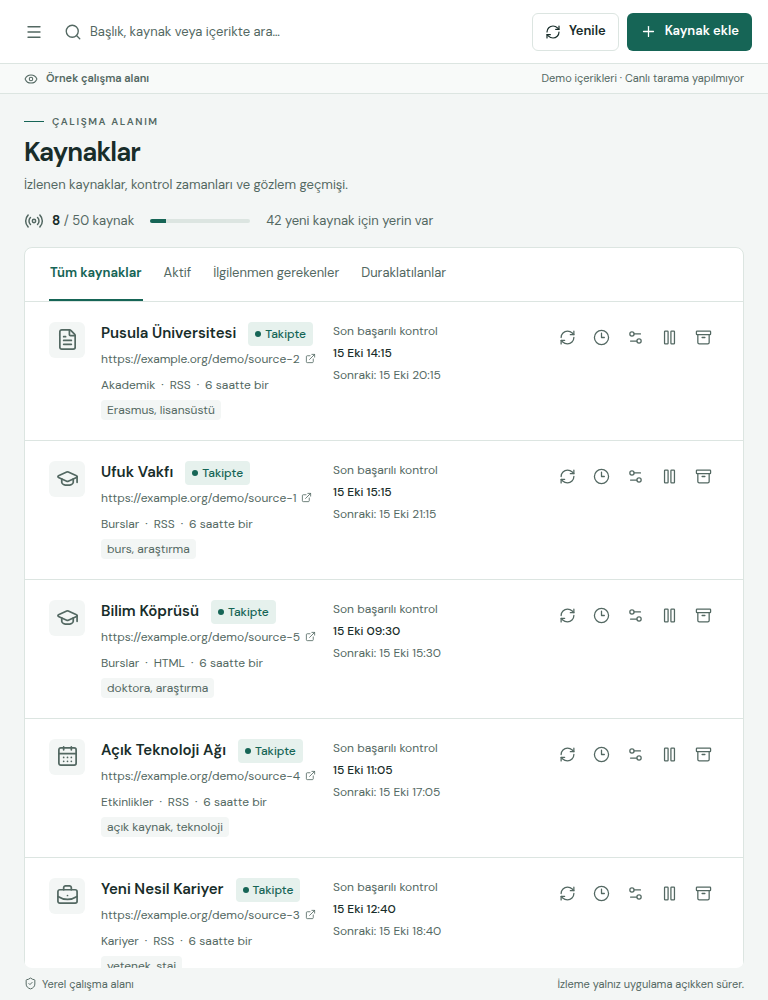 Başlık, kaynak veya içerikte ara...
Yenile
Kaynak ekle
Örnek çalışma alanı
Demo içerikleri · Canlı tarama yapılmıyor
ÇALIŞMA ALANIM
Kaynaklar
İzlenen kaynaklar, kontrol zamanları ve gözlem geçmişi.
8 / 50 kaynak
42 yeni kaynak için yerin var
Tüm kaynaklar
Aktif
İlgilenmen gerekenler
Duraklatılanlar
Pusula Üniversitesi
Takipte
https://example.org/demo/source-2
Akademik · RSS · 6 saatte bir
Erasmus, lisansüstü
Son başarılı kontrol
15 Eki 14:15
Sonraki: 15 Eki 20:15
Ufuk Vakfı
Takipte
https://example.org/demo/source-1
Burslar · RSS · 6 saatte bir
burs, araştırma
Son başarılı kontrol
15 Eki 15:15
Sonraki: 15 Eki 21:15
Bilim Köprüsü
Takipte
https://example.org/demo/source-5
Burslar · HTML · 6 saatte bir
doktora, araştırma
Son başarılı kontrol
15 Eki 09:30
Sonraki: 15 Eki 15:30
Açık Teknoloji Ağı
Takipte
https://example.org/demo/source-4
Etkinlikler · RSS · 6 saatte bir
açık kaynak, teknoloji
Son başarılı kontrol
15 Eki 11:05
Sonraki: 15 Eki 17:05
Yeni Nesil Kariyer
Takipte
https://example.org/demo/source-3
Kariyer · RSS · 6 saatte bir
yetenek, staj
Son başarılı kontrol
15 Eki 12:40
Sonraki: 15 Eki 18:40
Yerel çalışma alanı
İzleme yalnız uygulama açıkken sürer.